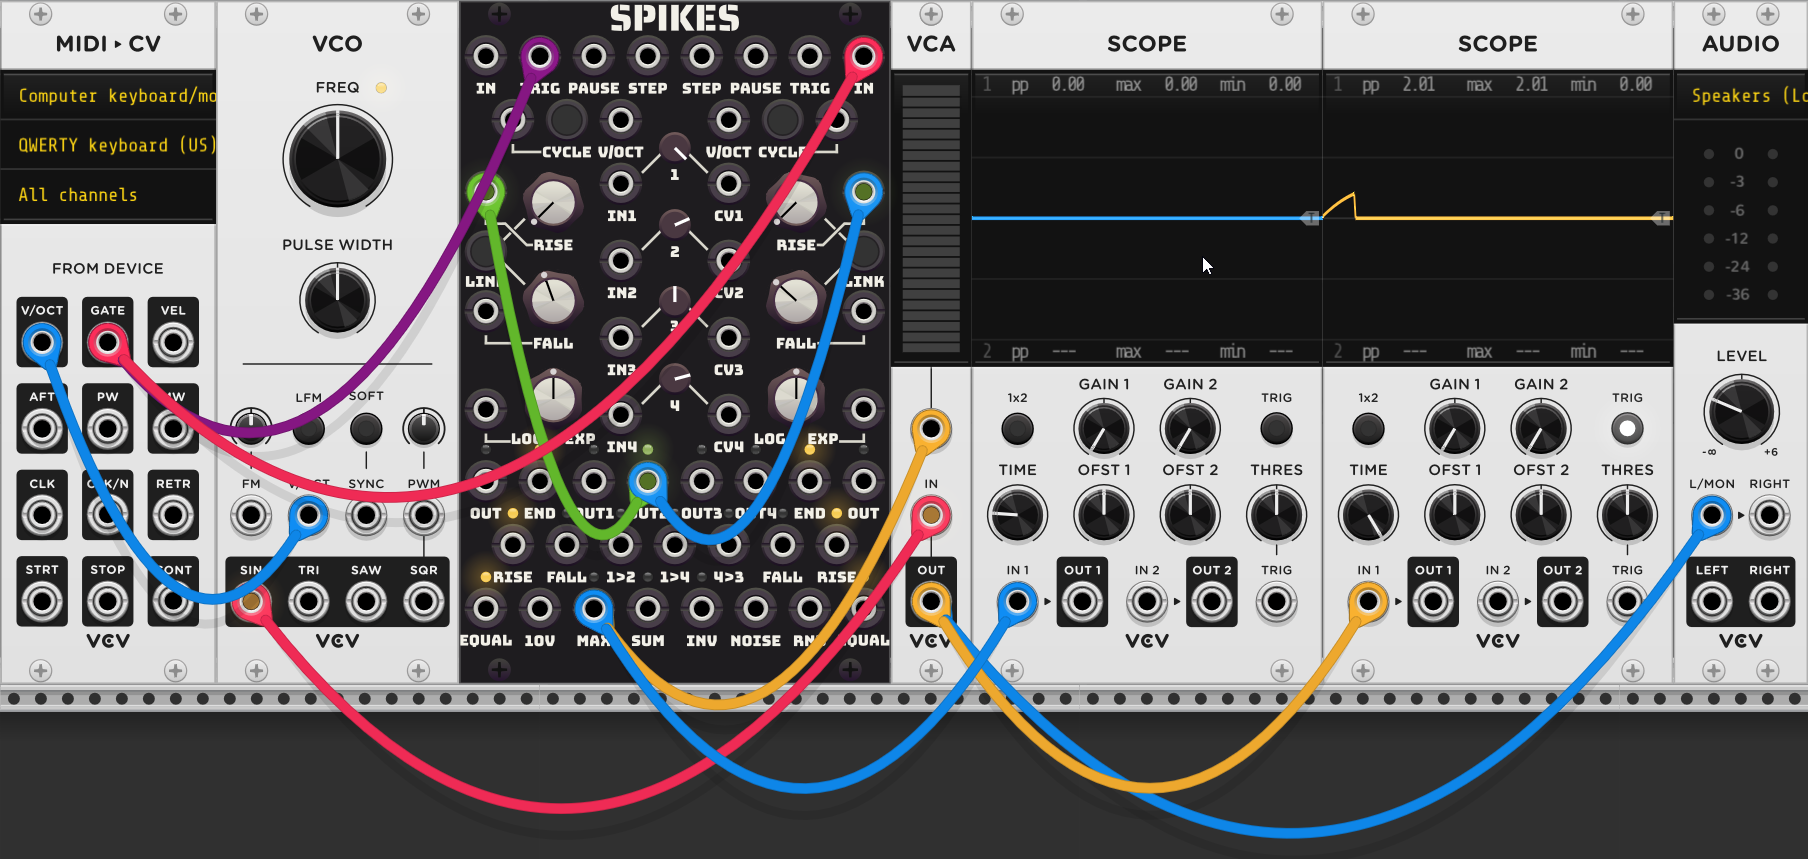 MIDI ▸ CV
Computer keyboard/mo
QWERTY keyboard (US)
All channels
FROM DEVICE
V/OCT GATE VEL
AFT PW MW
CLK CLK/N RETR
STRT STOP CONT
VCV
VCO
FREQ
PULSE WIDTH
LFM SOFT
FM V/OCT SYNC PWM
SIN TRI SAW SQR
VCV
SPIKES
IN TRIG PAUSE STEP STEP PAUSE TRIG IN
CYCLE V/OCT V/OCT CYCLE
1
IN1 CV1
RISE 2 RISE
LINK IN2 CV2 LINK
3
FALL FALL
IN3 CV3
4
LOG EXP IN4 CV4 LOG EXP
OUT END OUT1 OUT2 OUT3 OUT4 END OUT
RISE FALL 1>2 1>4 4>3 FALL RISE
EQUAL 10V MAX SUM INV NOISE RND EQUAL
VCA
IN
OUT
VCV
SCOPE
1 pp 0.00 max 0.00 min 0.00
2 pp --- max --- min ---
GAIN 1 GAIN 2
1x2 TRIG
TIME OFST 1 OFST 2 THRES
IN 1 OUT 1 IN 2 OUT 2 TRIG
VCV
SCOPE
1 pp 2.01 max 2.01 min 0.00
2 pp --- max --- min ---
GAIN 1 GAIN 2
1x2 TRIG
TIME OFST 1 OFST 2 THRES
IN 1 OUT 1 IN 2 OUT 2 TRIG
VCV
AUDIO
Speakers (Lo
0
-3
-6
-12
-24
-36
LEVEL
-∞ +6
L/MON RIGHT
LEFT RIGHT
VCV